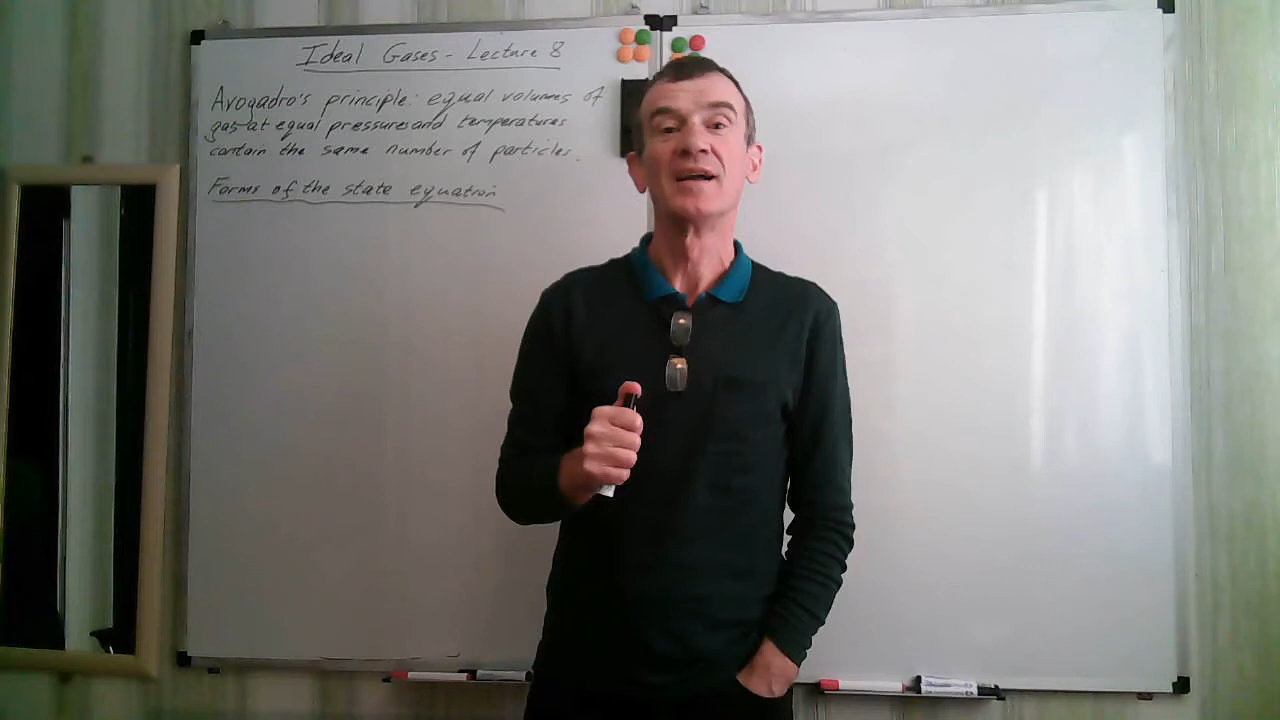 Ideal Gases - Lecture 8
Avogadro's principle: equal volumes of
gas at equal pressure and temperatures
contain the same number of particles.
Forms of the state equation